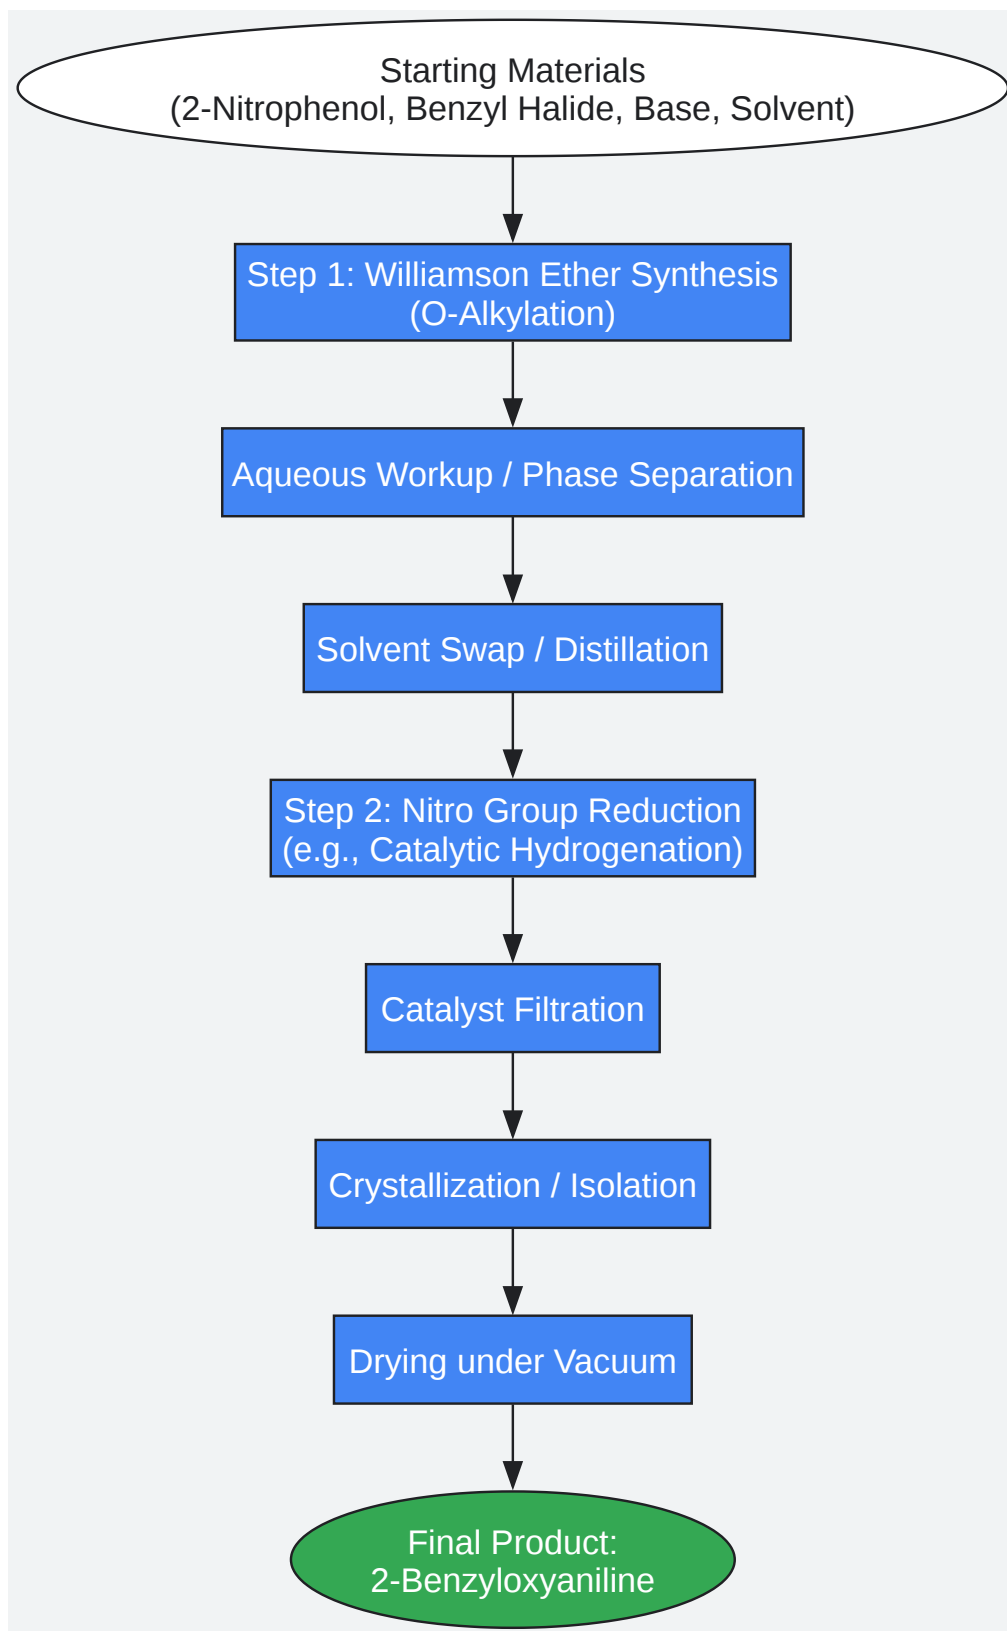 Starting Materials
(2-Nitrophenol, Benzyl Halide, Base, Solvent)
Step 1: Williamson Ether Synthesis
(O-Alkylation)
Aqueous Workup / Phase Separation
Solvent Swap / Distillation
Step 2: Nitro Group Reduction
(e.g., Catalytic Hydrogenation)
Catalyst Filtration
Crystallization / Isolation
Drying under Vacuum
Final Product:
2-Benzyloxyaniline